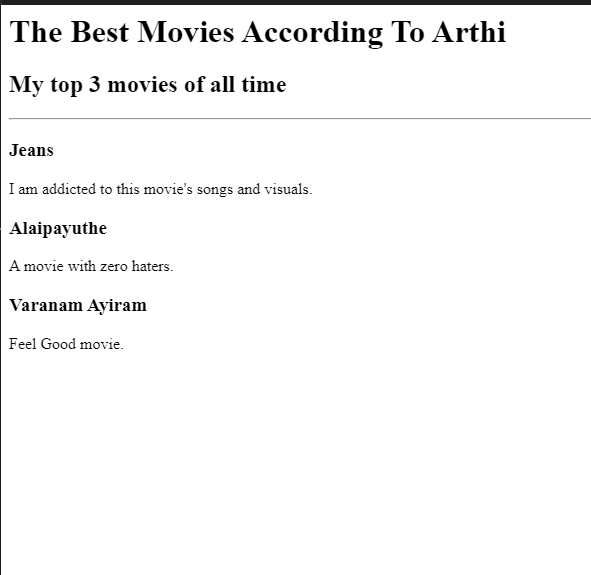 The Best Movies According To Arthi
My top 3 movies of all time
Jeans
I am addicted to this movie's songs and visuals.
Alaipayuthe
A movie with zero haters.
Varanam Ayiram
Feel Good movie.